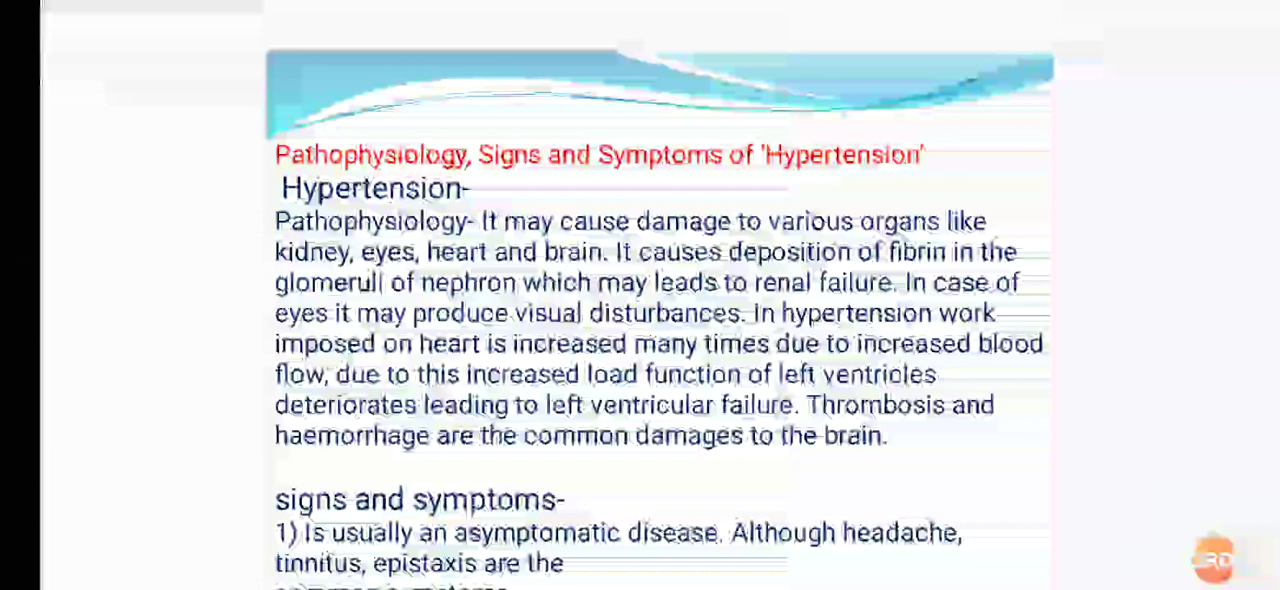 Pathophysiology, Signs and Symptoms of 'Hypertension'
Hypertension-
Pathophysiology- It may cause damage to various organs like
kidney, eyes, heart and brain. It causes deposition of fibrin in the
glomeruli of nephron which may leads to renal failure. In case of
eyes it may produce visual disturbances. In hypertension work
imposed on heart is increased many times due to increased blood
flow, due to this increased load function of left ventricles
deteriorates leading to left ventricular failure. Thrombosis and
haemorrhage are the common damages to the brain.
signs and symptoms-
1) Is usually an asymptomatic disease. Although headache,
tinnitus, epistaxis are the